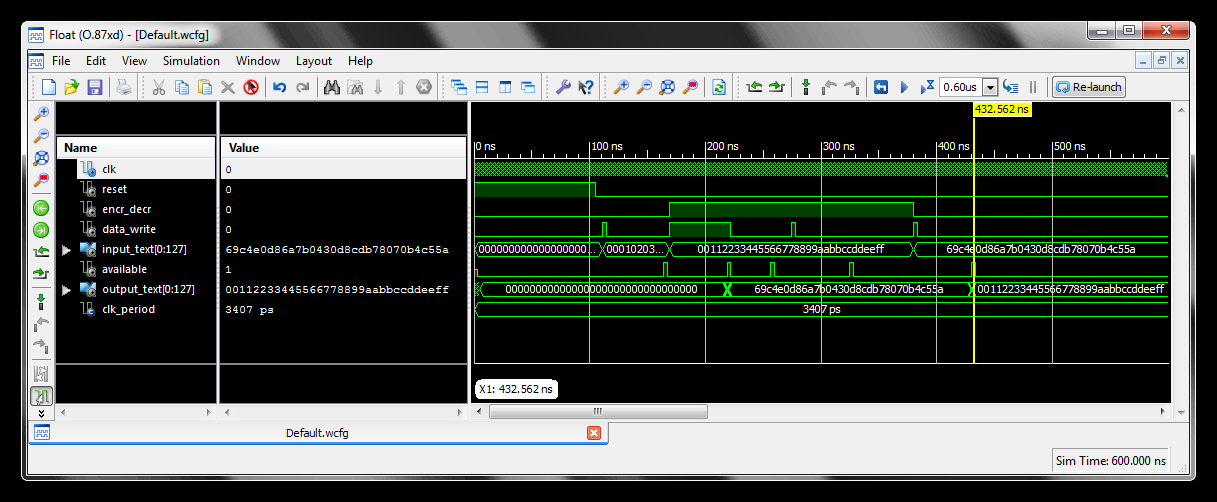 Float (O.87xd) - [Default.wcfg]
File Edit View Simulation Window Layout Help
0.60us Re-launch
432.562 ns
Name Value
0 ns 100 ns 200 ns 300 ns 400 ns 500 ns
clk 0
reset 0
encr_decr 0
data_write 0
input_text[0:127] 69c4e0d86a7b0430d8cdb78070b4c55a 000000000000000000... 00010203... 00112233445566778899aabbccddeeff 69c4e0d86a7b0430d8cdb78070b4c55a
available 1
output_text[0:127] 00112233445566778899aabbccddeeff 00000000000000000000000000000000 69c4e0d86a7b0430d8cdb78070b4c55a 00112233445566778899aabbccddeeff
clk_period 3407 ps 3407 ps
X1: 432.562 ns
Default.wcfg
Sim Time: 600.000 ns